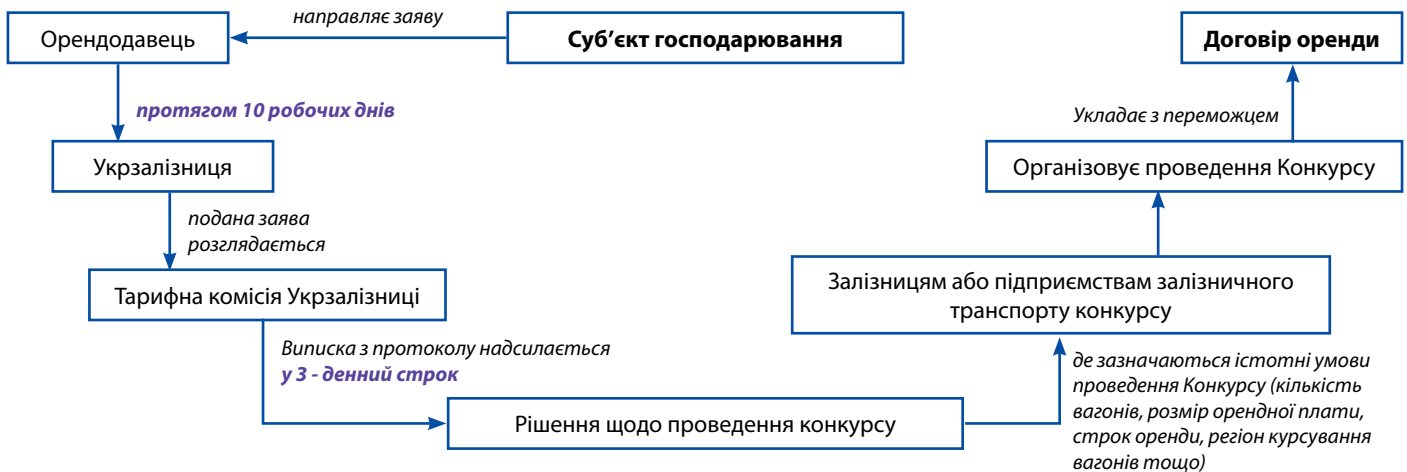 направляє заяву
Орендодавець
Суб’єкт господарювання
Договір оренди
протягом 10 робочих днів
Укладає з переможцем
Укрзалізниця
Організовує проведення Конкурсу
подана заява
розглядається
Тарифна комісія Укрзалізниці
Залізницям або підприємствам залізничного
транспорту конкурсу
Виписка з протоколу надсилається
у 3 - денний строк
Рішення щодо проведення конкурсу
де зазначаються істотні умови
проведення Конкурсу (кількість
вагонів, розмір орендної плати,
строк оренди, регіон курсування
вагонів тощо)